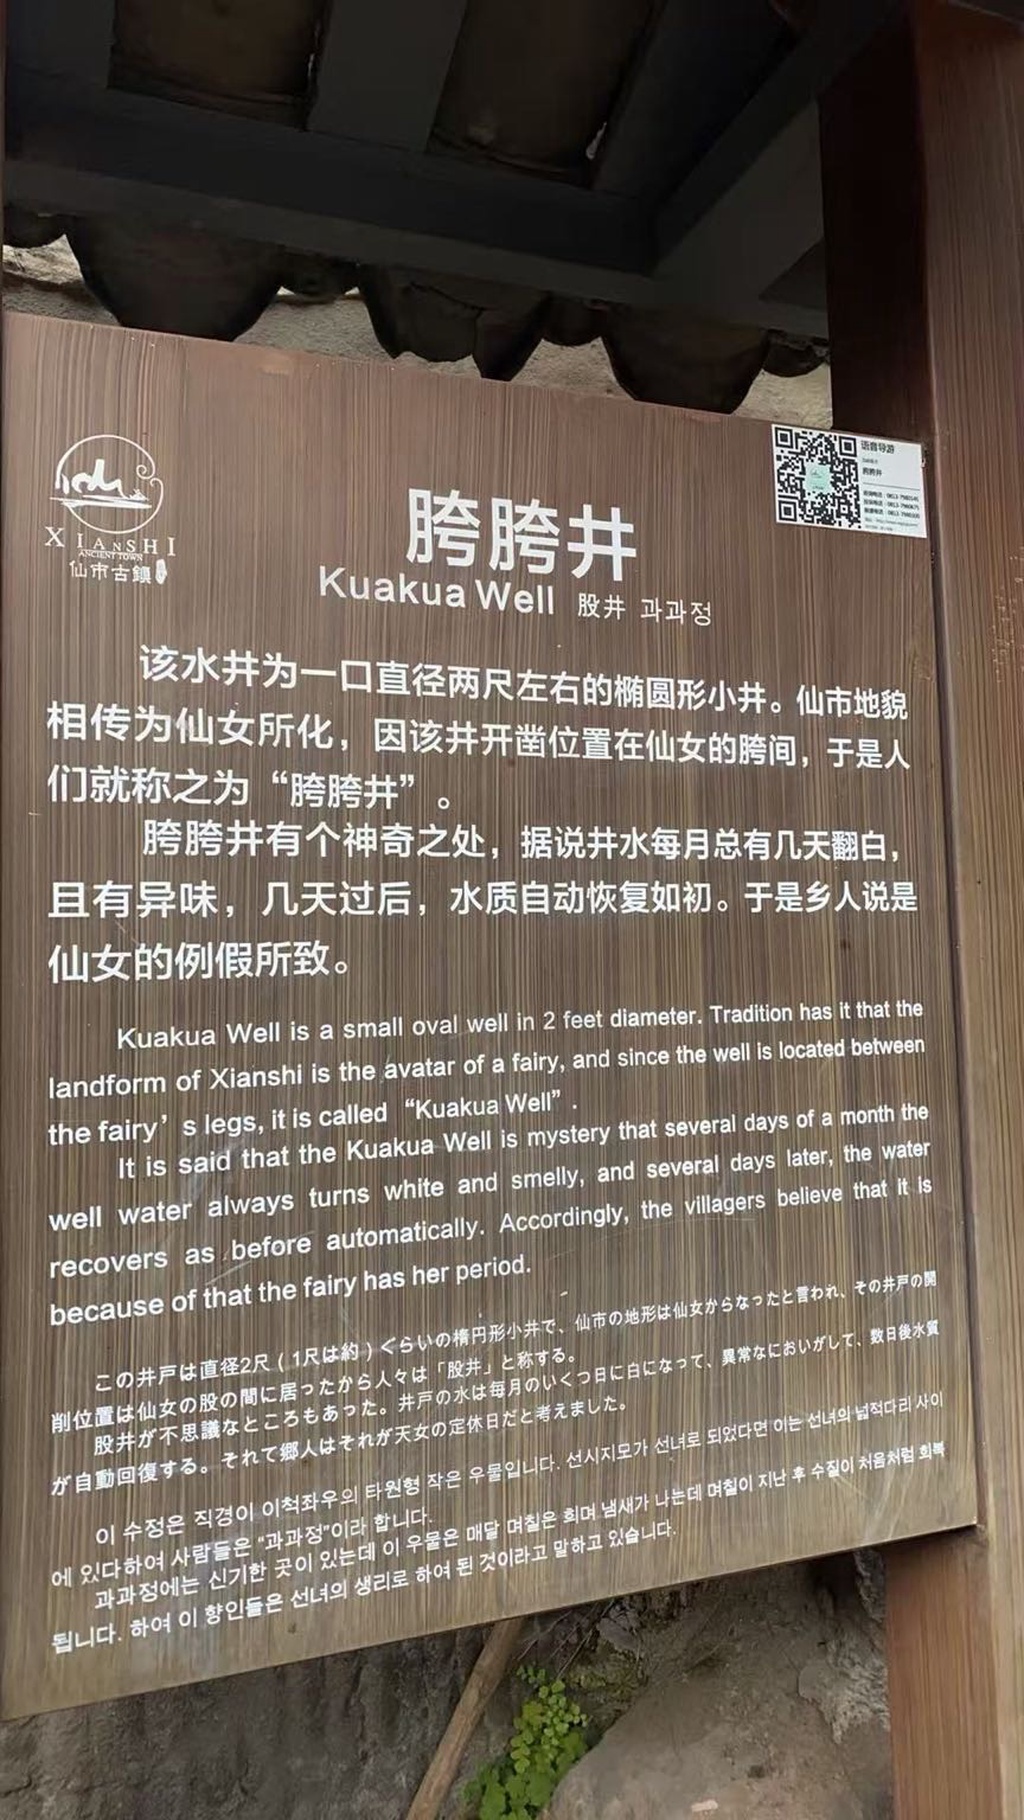 XIANSHI
ANCIENT TOWN
仙市古鎮
语音导游
胯胯井
胯胯井
Kuakua Well 股井 과과정
该水井为一口直径两尺左右的椭圆形小井。仙市地貌
相传为仙女所化，因该井开凿位置在仙女的胯间，于是人
们就称之为“胯胯井”。
胯胯井有个神奇之处，据说井水每月总有几天翻白，
且有异味，几天过后，水质自动恢复如初。于是乡人说是
仙女的例假所致。
Kuakua Well is a small oval well in 2 feet diameter. Tradition has it that the
landform of Xianshi is the avatar of a fairy, and since the well is located between
the fairy’s legs, it is called “Kuakua Well”.
It is said that the Kuakua Well is mystery that several days of a month the
well water always turns white and smelly, and several days later, the water
recovers as before automatically. Accordingly, the villagers believe that it is
because of that the fairy has her period.
この井戸は直径2尺（1尺は約）くらいの楕円形小井で、仙市の地形は仙女からなったと言われ、その井戸の開
削位置は仙女の股の間に居ったから人々は「股井」と称する。
股井が不思議なところもあった。井戸の水は毎月のいくつ日に白になって、異常なにおいがして、数日後水質
が自動回復する。それて郷人はそれが天女の定休日だと考えました。
이 수정은 직경이 이척좌우의 타원형 작은 우물입니다. 선시지모가 선녀로 되었다면 이는 선녀의 넓적다리 사이
에 있다하여 사람들은 “과과정”이라 합니다.
과과정에는 신기한 곳이 있는데 이 우물은 매달 며칠은 희며 냄새가 나는데 며칠이 지난 후 수질이 처음처럼 회복
됩니다. 하여 이 향인들은 선녀의 생리로 하여 된 것이라고 말하고 있습니다.